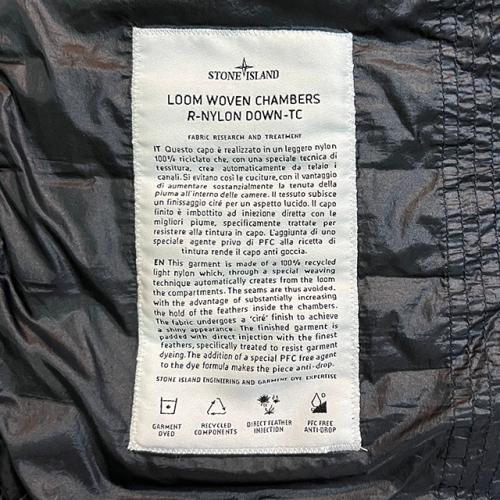 STONE ISLAND
LOOM WOVEN CHAMBERS
R-NYLON DOWN-TC
FABRIC RESEARCH AND TREATMENT
IT Questo capo è realizzato in un leggero nylon
100% riciclato che, con una speciale tecnica di
tessitura, crea automaticamente da telaio i
canali. Si evitano così le cuciture, con il vantaggio
di aumentare sostanzialmente la tenuta della
piuma all'interno delle camere. Il tessuto subisce
un finissaggio ciré per un aspetto lucido. Il capo
finito è imbottito ad iniezione diretta con le
migliori piume, specificamente trattate per
resistere alla tintura in capo. L'aggiunta di uno
speciale agente privo di PFC alla ricetta di
tintura rende il capo anti goccia.
EN This garment is made of a 100% recycled
light nylon which, through a special weaving
technique automatically creates from the loom
the compartments. The seams are thus avoided,
with the advantage of substantially increasing
the hold of the feathers inside the chambers.
The fabric undergoes a 'ciré' finish to achieve
a shiny appearance. The finished garment is
padded with direct injection with the finest
feathers, specifically treated to resist garment
dyeing. The addition of a special PFC free agent
to the dye formula makes the piece anti-drop.
STONE ISLAND ENGINEERING AND GARMENT DYE EXPERTISE
GARMENT DYED
RECYCLED COMPONENTS
DIRECT FEATHER INJECTION
PFC FREE ANTI-DROP